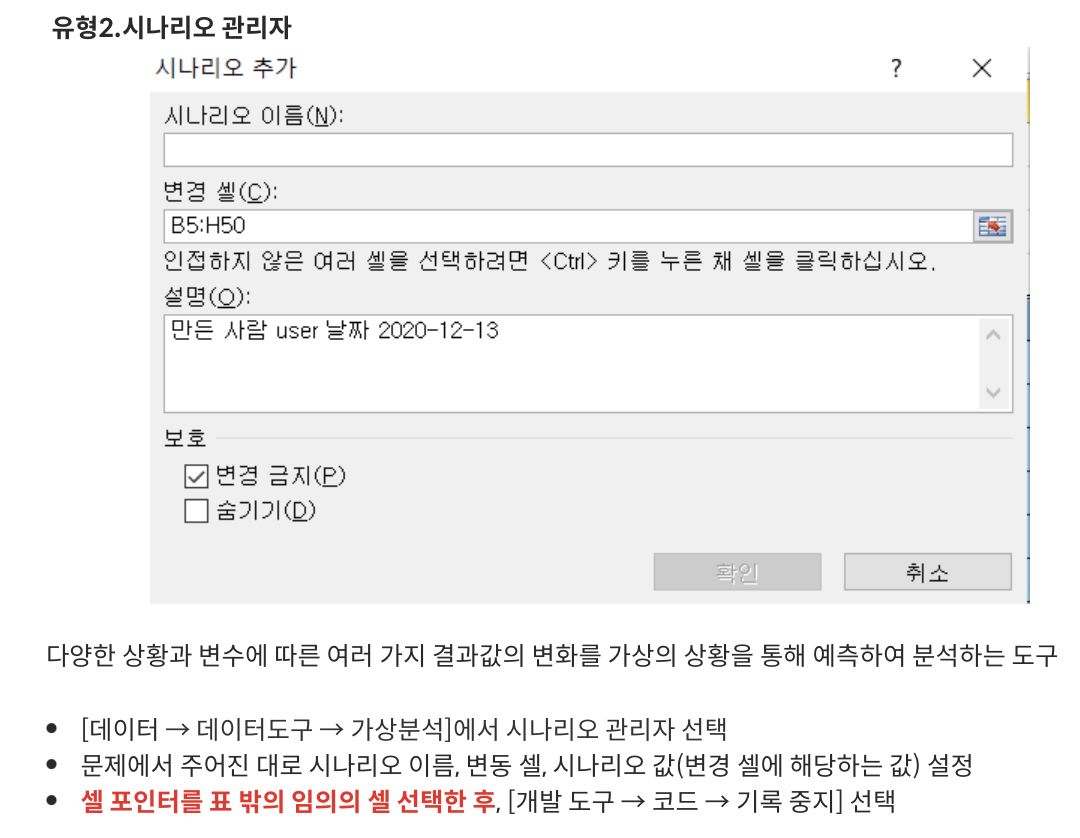 유형2.시나리오 관리자
시나리오 추가 ?
시나리오 이름(N):
변경 셀(C):
B5:H50
인접하지 않은 여러 셀을 선택하려면 <Ctrl> 키를 누른 채 셀을 클릭하십시오.
설명(O):
만든 사람 user 날짜 2020-12-13
보호
변경 금지(P)
숨기기(D)
확인 취소
다양한 상황과 변수에 따른 여러 가지 결과값의 변화를 가상의 상황을 통해 예측하여 분석하는 도구
• [데이터 → 데이터도구 → 가상분석]에서 시나리오 관리자 선택
• 문제에서 주어진 대로 시나리오 이름, 변동 셀, 시나리오 값(변경 셀에 해당하는 값) 설정
• 셀 포인터를 표 밖의 임의의 셀 선택한 후, [개발 도구 → 코드 → 기록 중지] 선택